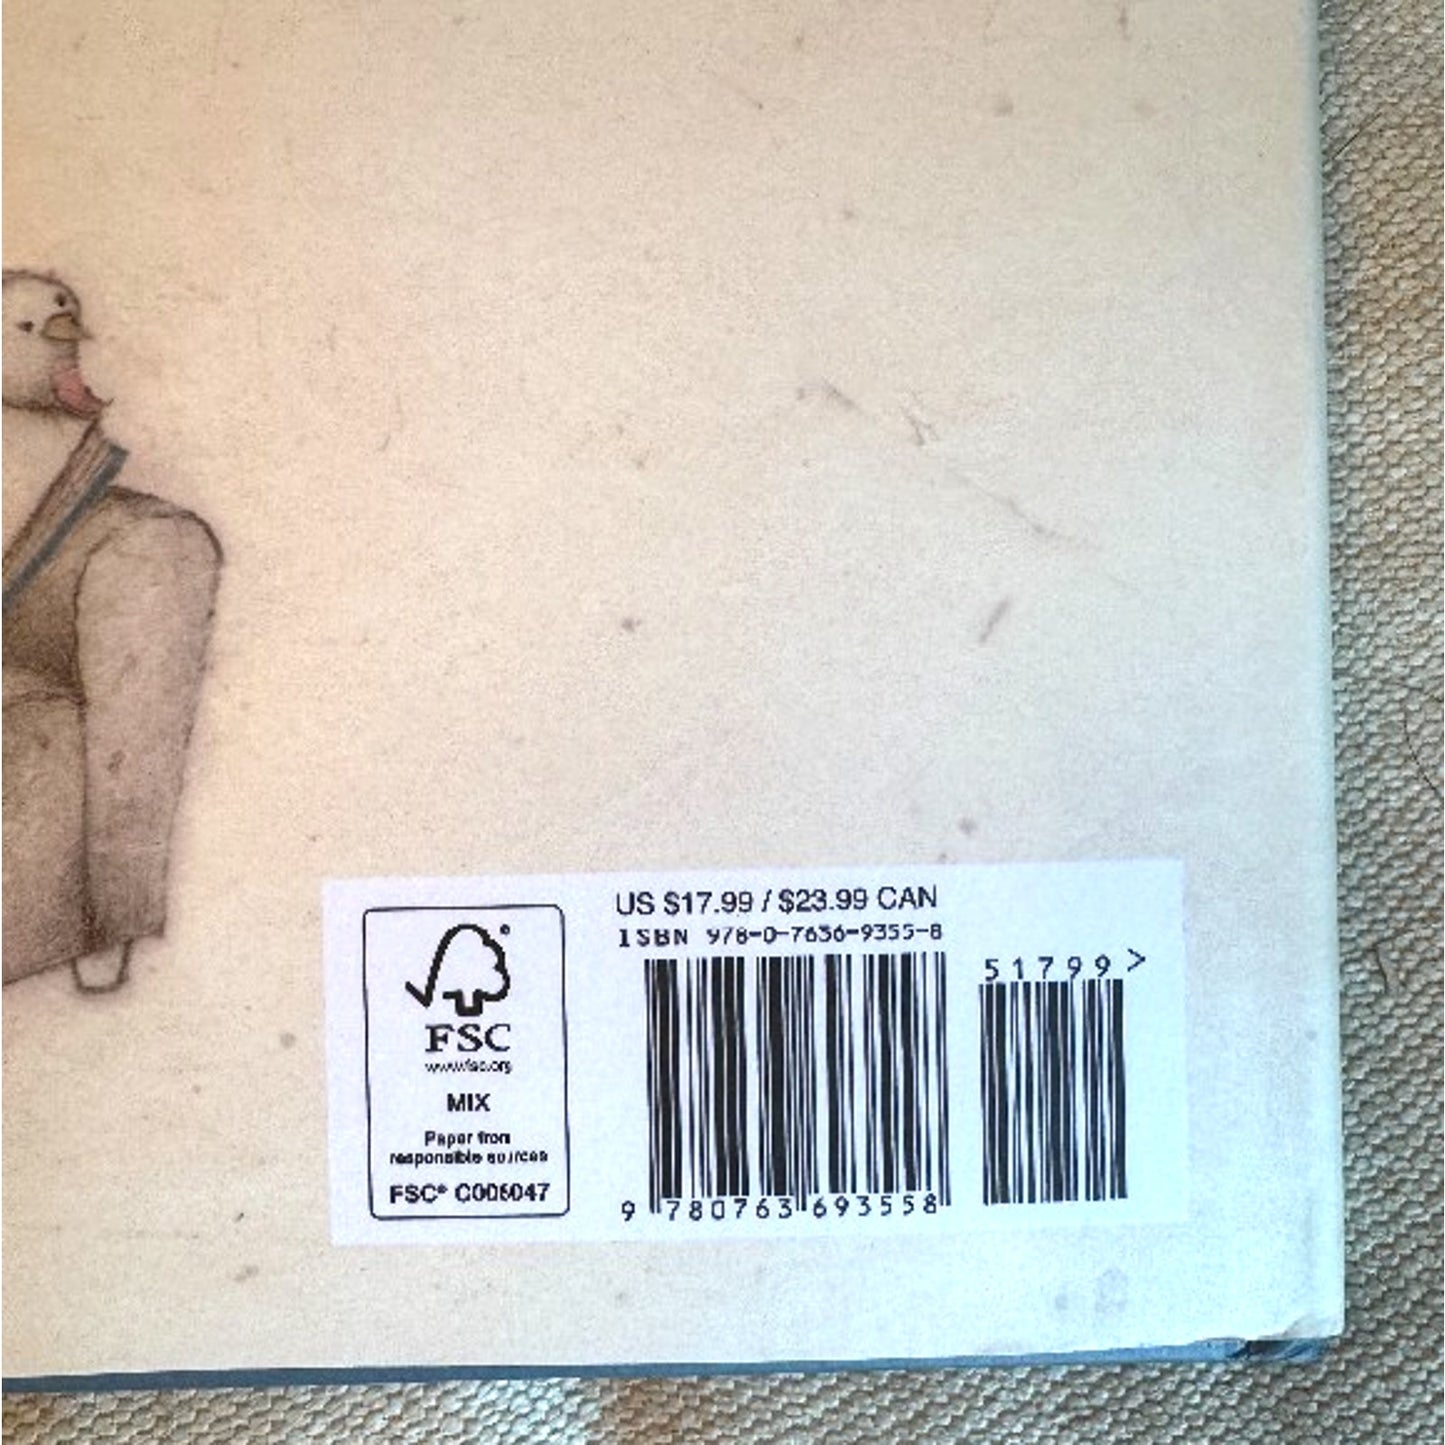 US $17.99 / $23.99 CAN
ISBN 978-0-7636-9355-8
51799>
9 780763 693558
FSC®
www.fsc.org
MIX
Paper from
responsible sources
FSC®